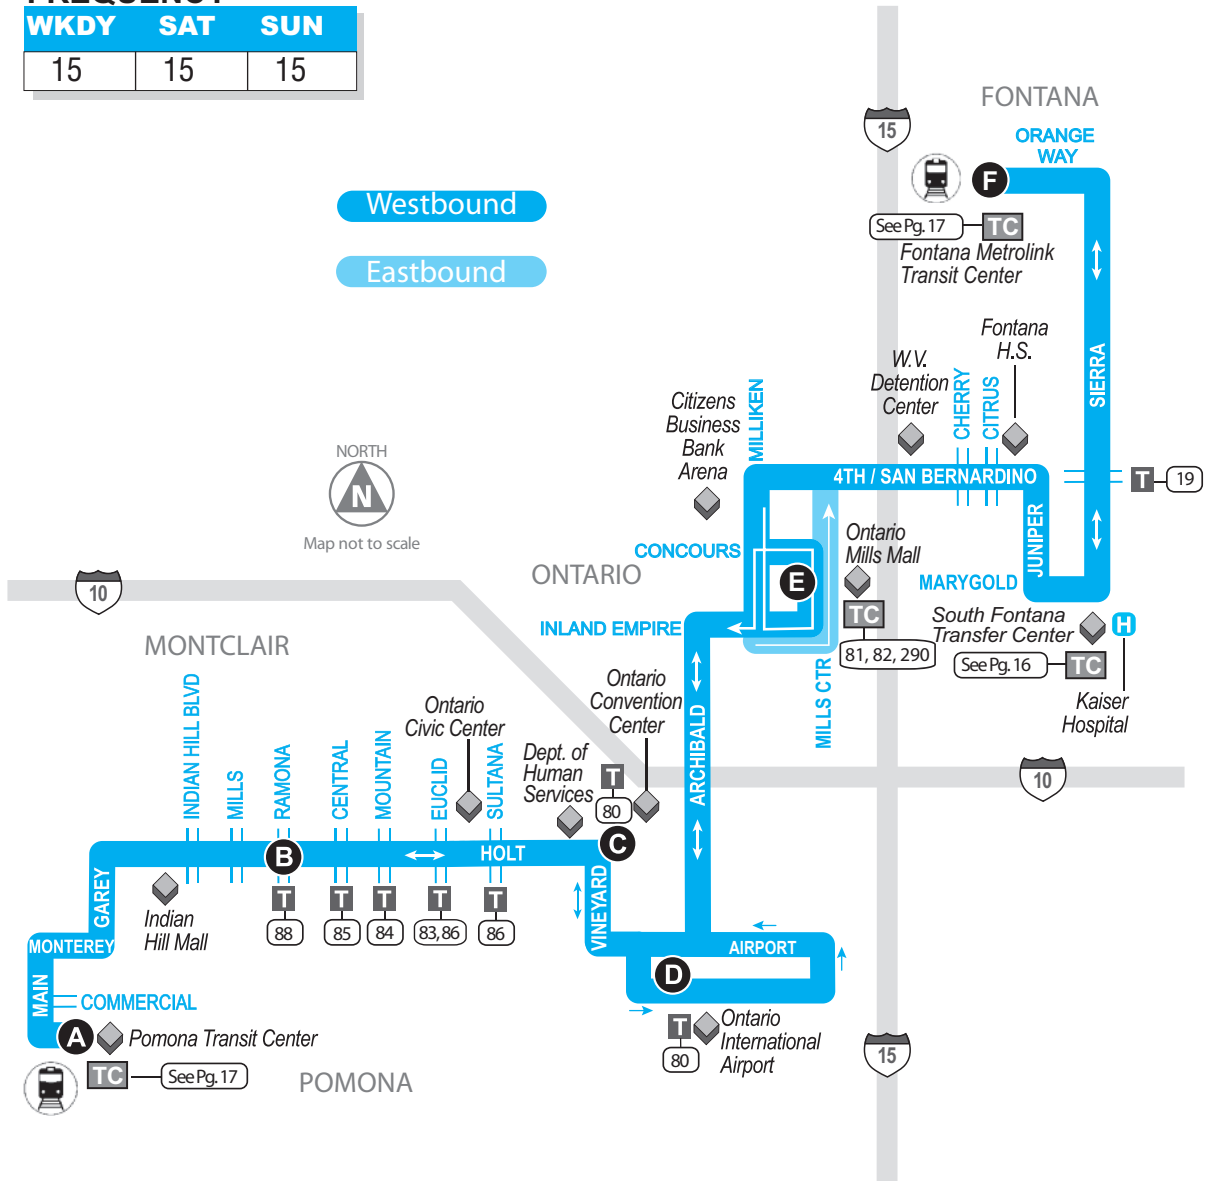 FREQUENCY
WKDY SAT SUN
15 15 15
Westbound
Eastbound
NORTH
N
Map not to scale
FONTANA
15
ORANGE
WAY
F
See Pg. 17
TC
Fontana Metrolink
Transit Center
SIERRA
Fontana
H.S.
W.V.
Detention
Center
CHERRY
CITRUS
MILLIKEN
Citizens
Business
Bank
Arena
4TH / SAN BERNARDINO
T
19
JUNIPER
MARYGOLD
CONCOURS
E
Ontario
Mills Mall
TC
81, 82, 290
South Fontana
Transfer Center
H
See Pg. 16
TC
Kaiser
Hospital
ONTARIO
INLAND EMPIRE
MILLS CTR
10
MONTCLAIR
ARCHIBALD
10
Ontario
Convention
Center
Ontario
Civic Center
Dept. of
Human
Services
T
80
INDIAN HILL BLVD
MILLS
RAMONA
CENTRAL
MOUNTAIN
EUCLID
SULTANA
B
HOLT
C
GAREY
Indian
Hill Mall
T
88
T
85
T
84
T
83, 86
T
86
VINEYARD
MONTEREY
AIRPORT
D
MAIN
COMMERCIAL
A
Pomona Transit Center
TC
See Pg. 17
POMONA
T
80
Ontario
International
Airport
15